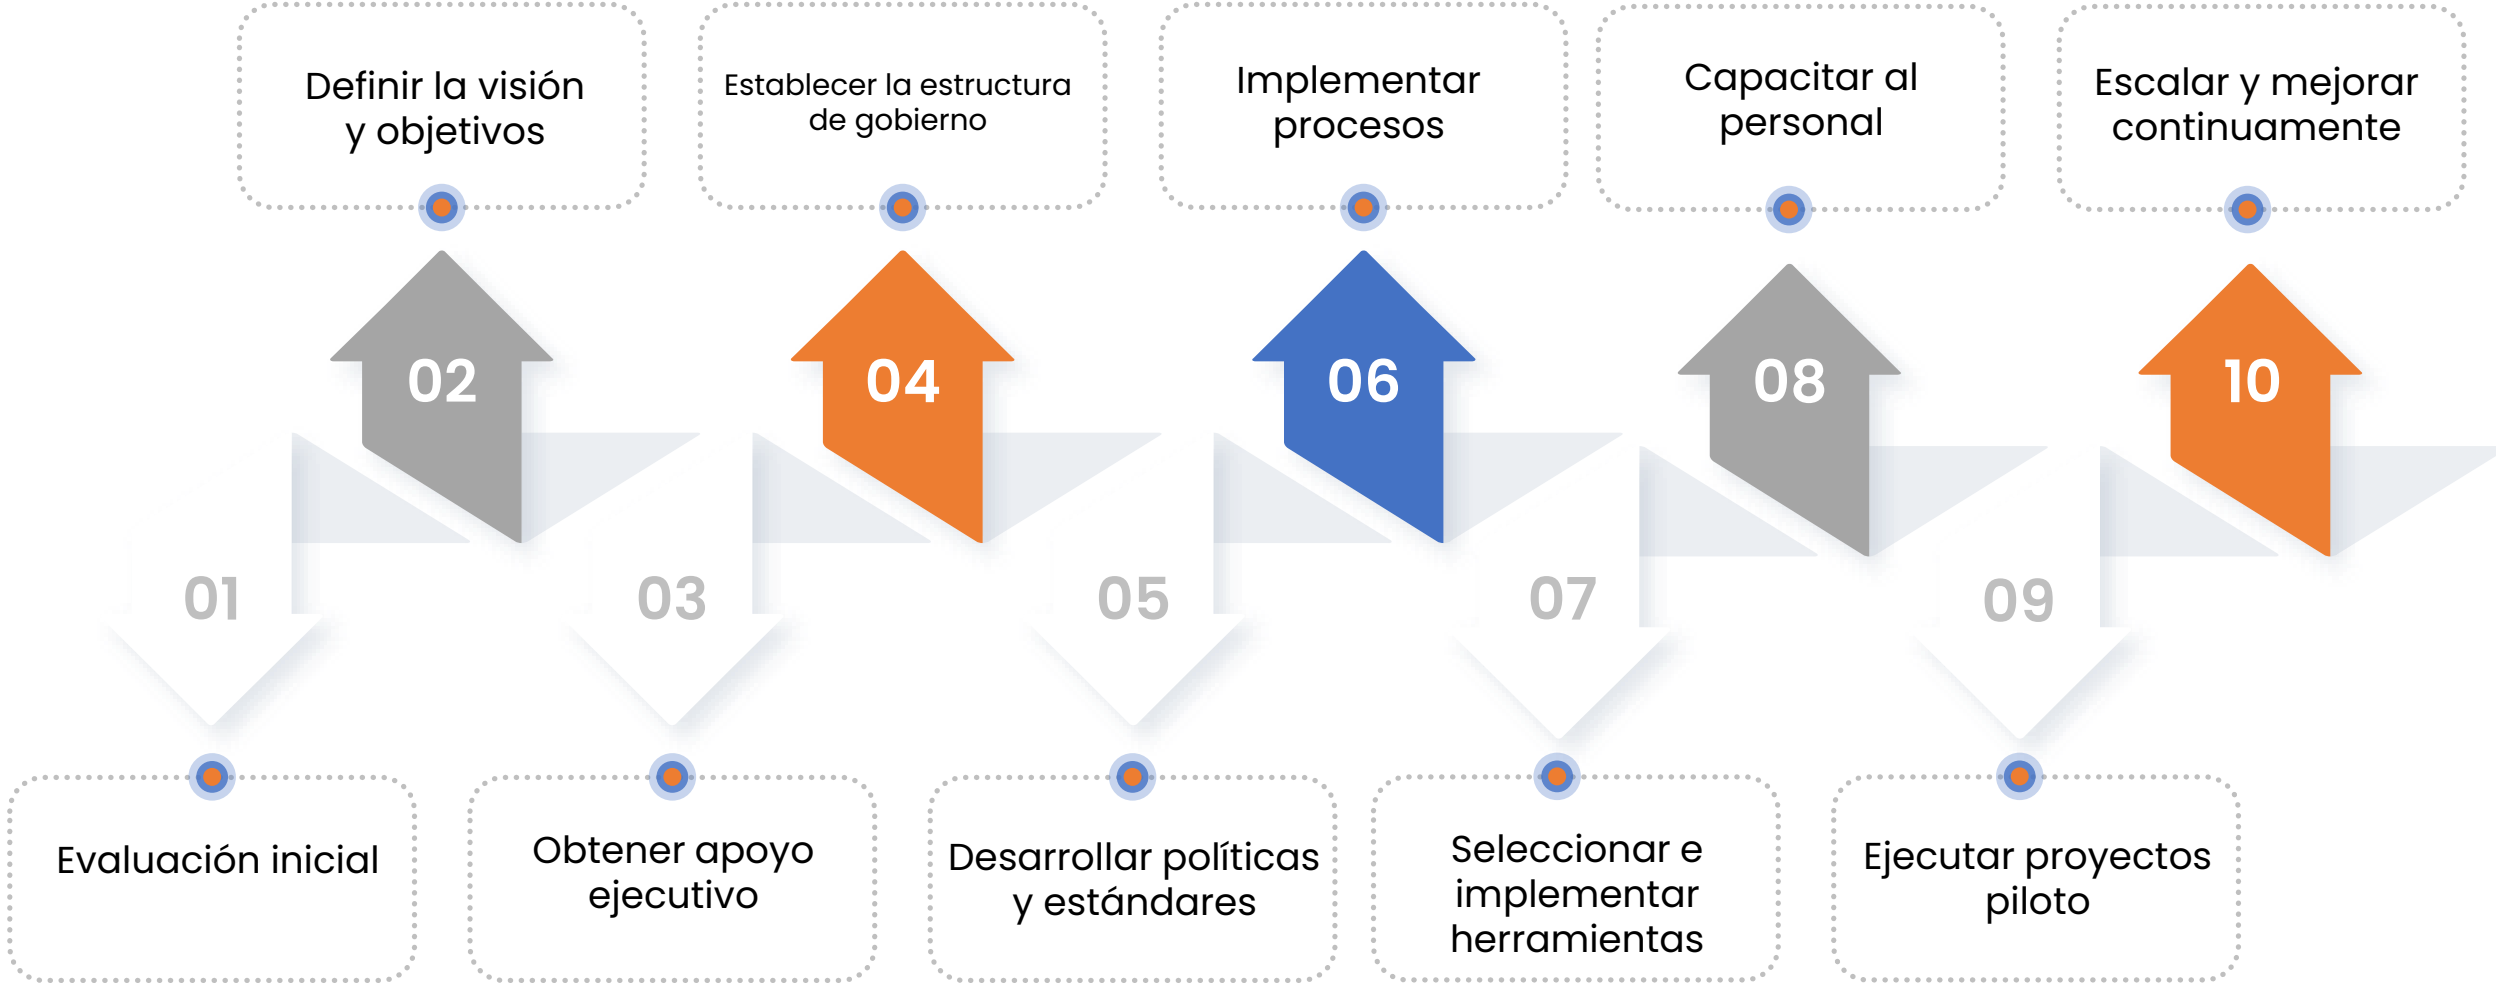 Definir la visión
y objetivos
Establecer la estructura
de gobierno
Implementar
procesos
Capacitar al
personal
Escalar y mejorar
continuamente
02
04
06
08
10
01
03
05
07
09
Evaluación inicial
Obtener apoyo
ejecutivo
Desarrollar políticas
y estándares
Seleccionar e
implementar
herramientas
Ejecutar proyectos
piloto